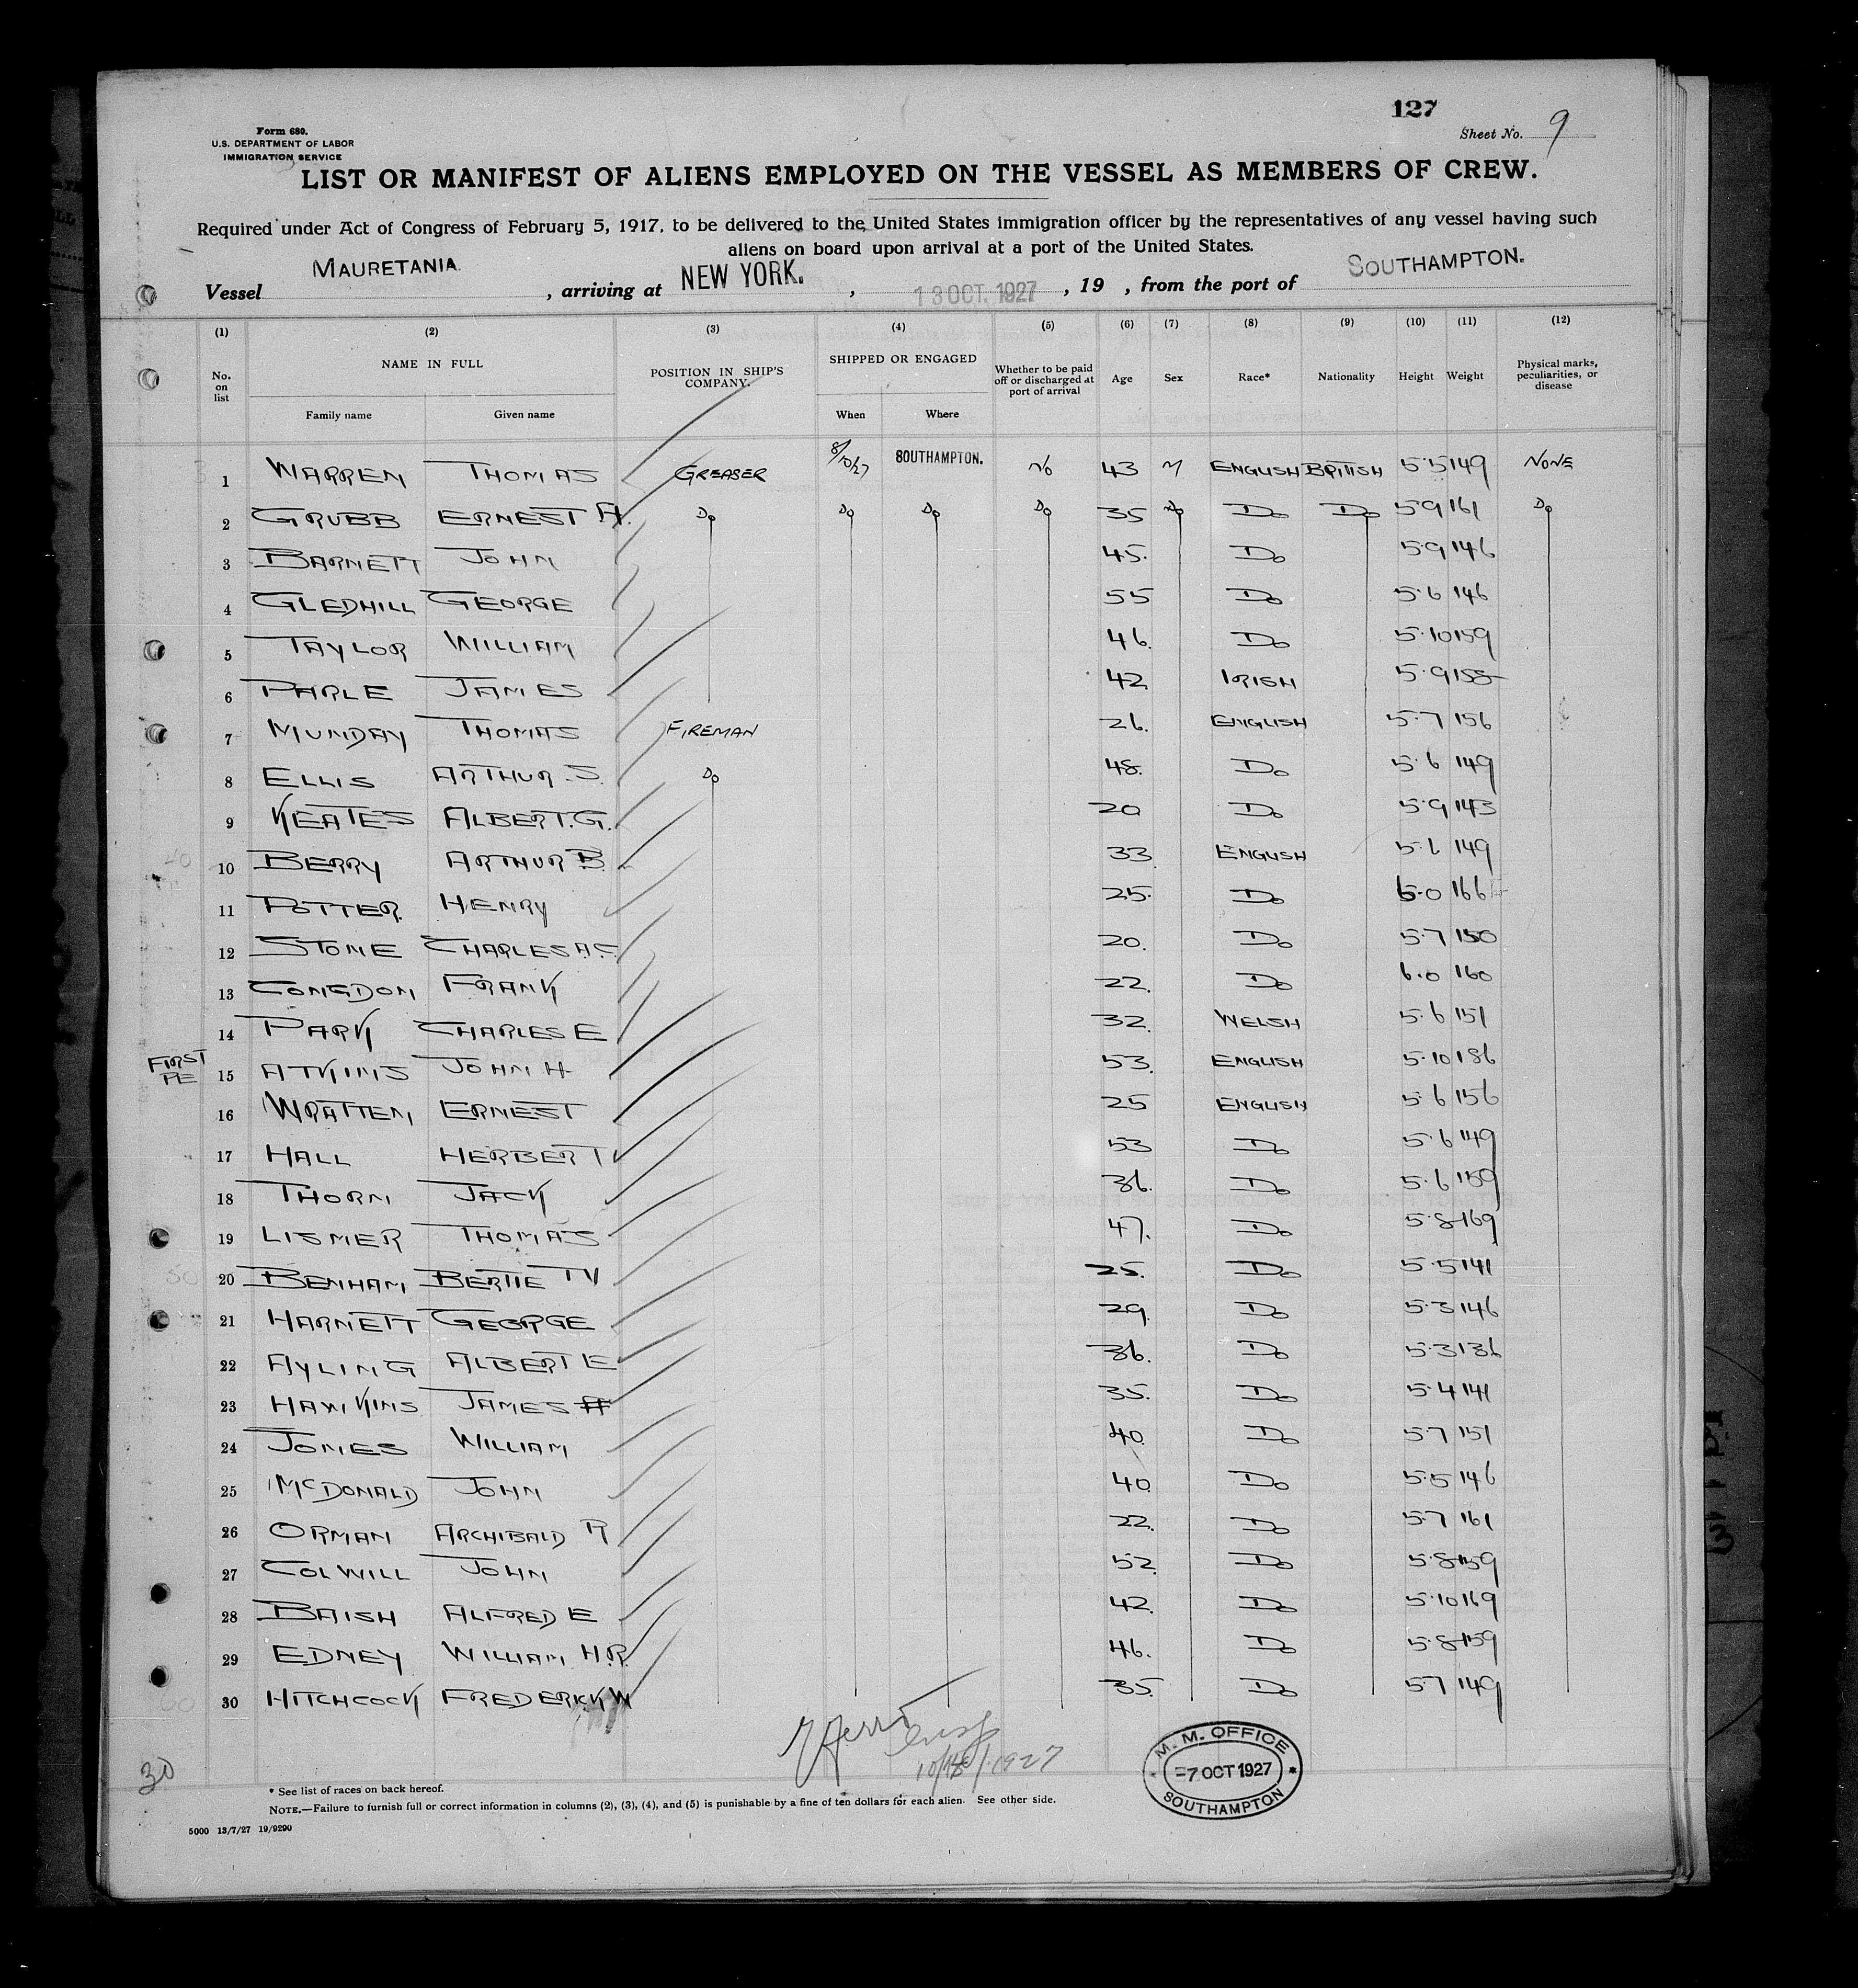 127
Sheet No. 9
Form 680.
U.S. DEPARTMENT OF LABOR
IMMIGRATION SERVICE
LIST OR MANIFEST OF ALIENS EMPLOYED ON THE VESSEL AS MEMBERS OF CREW.
Required under Act of Congress of February 5, 1917, to be delivered to the United States immigration officer by the representatives of any vessel having such
aliens on board upon arrival at a port of the United States.
Vessel MAURETANIA. , arriving at NEW YORK. , 13 OCT. 1927 , 19 , from the port of SOUTHAMPTON.
(1) (2) (3) (4) (5) (6) (7) (8) (9) (10) (11) (12)
No. on list NAME IN FULL Family name Given name POSITION IN SHIP'S COMPANY. SHIPPED OR ENGAGED When Where Whether to be paid off or discharged at port of arrival Age Sex Race* Nationality Height Weight Physical marks, peculiarities, or disease
1 WARREN THOMAS GREASER 8/10/27 SOUTHAMPTON. No 43 M ENGLISH BRITISH 5·5 149 NONE
2 GRUBB ERNEST A. Do Do Do Do 35 Do Do Do 5·9 161 Do
3 BARNETT JOHN 45. Do 5·9 146
4 GLEDHILL GEORGE 55 Do 5·6 146
5 TAYLOR WILLIAM 46. Do 5·10 159
6 PARLE JAMES 42 IRISH 5·9 158
7 MUNDAY THOMAS FIREMAN 26. ENGLISH 5·7 156
8 ELLIS ARTHUR.S. Do 48. Do 5·6 149
9 KEATES ALBERT.G. 20 Do 5·9 143
10 BERRY ARTHUR B. 33. ENGLISH 5·6 149
11 POTTER. HENRY 25. Do 6·0 166
12 STONE CHARLES A.F. 20. Do 5·7 150
13 CONGDON FRANK 22. Do 6·0 160
14 PARK CHARLES E 32. WELSH 5·6 151
FIRST
15 ATKINS JOHN H 53. ENGLISH 5·10 186
16 WRATTEN ERNEST 25 ENGLISH 5·6 156
17 HALL HERBERT 53 Do 5·6 149
18 THORN JACK 36. Do 5·6 159
19 LISMER THOMAS 47. Do 5·8 169
20 BENHAM BERTIE W 25. Do 5·5 141
21 HARNETT GEORGE 29. Do 5·3 146
22 AYLING ALBERT E 36. Do 5·3 136
23 HAWKINS JAMES A 35. Do 5·4 141
24 JONES WILLIAM 40. Do 5·7 151
25 McDONALD JOHN 40. Do 5·5 146
26 ORMAN ARCHIBALD R 22. Do 5·7 161
27 COLWILL JOHN 52. Do 5·8 159
28 BAISH ALFRED E 42. Do 5·10 169
29 EDNEY WILLIAM H.R. 46. Do 5·8 159
30 HITCHCOCK FREDERICK W 35. Do 5·7 149
30
M. M. OFFICE
-7 OCT 1927
SOUTHAMPTON
* See list of races on back hereof.
NOTE.—Failure to furnish full or correct information in columns (2), (3), (4), and (5) is punishable by a fine of ten dollars for each alien. See other side.
5000 13/7/27 19/9290